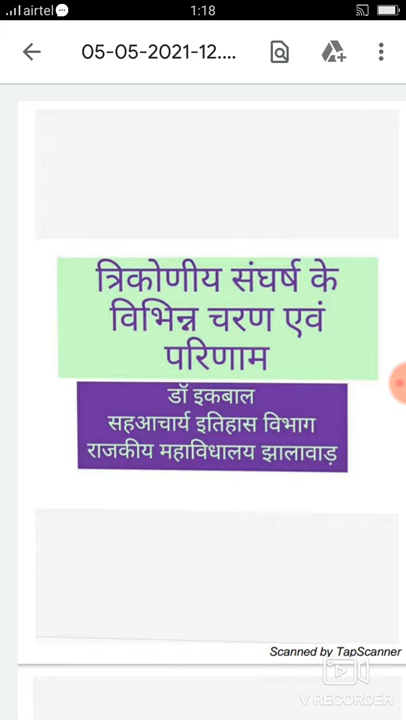 airtel
1:18
05-05-2021-12....
त्रिकोणीय संघर्ष के
विभिन्न चरण एवं
परिणाम
डॉ इकबाल
सहआचार्य इतिहास विभाग
राजकीय महाविधालय झालावाड़
Scanned by TapScanner
V RECORDER